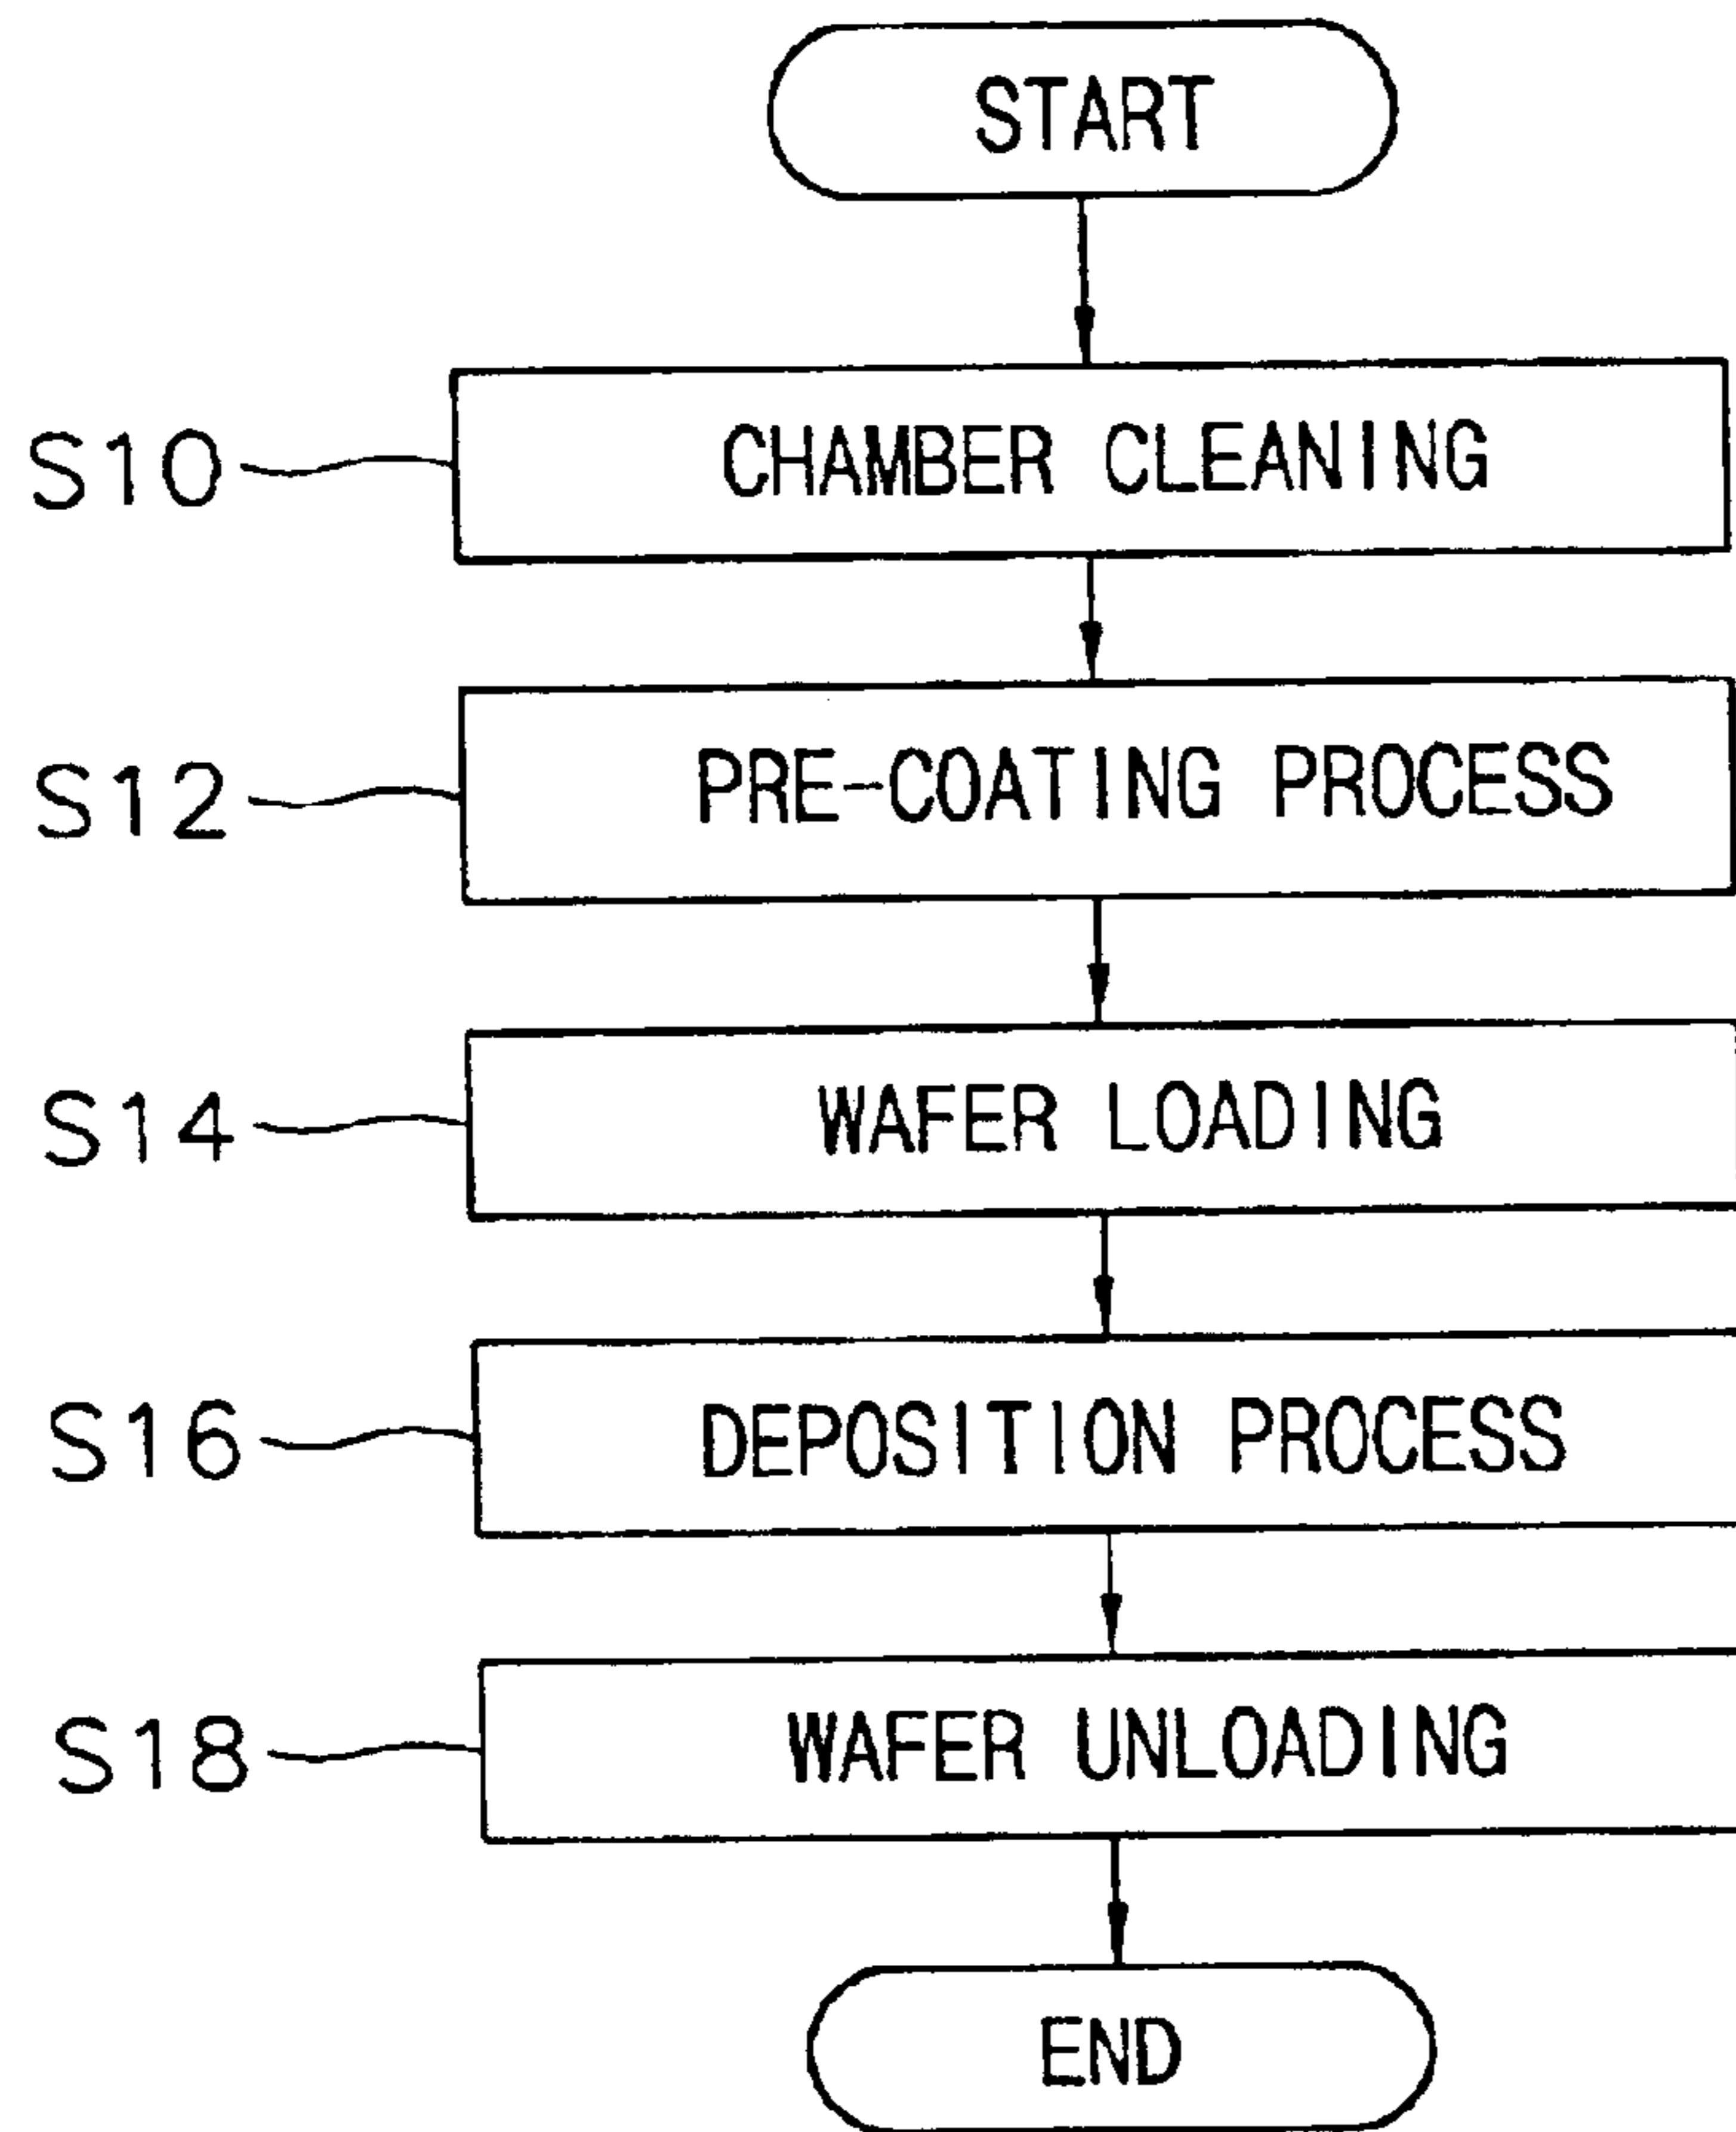 START
S10 CHAMBER CLEANING
S12 PRE-COATING PROCESS
S14 WAFER LOADING
S16 DEPOSITION PROCESS
S18 WAFER UNLOADING
END